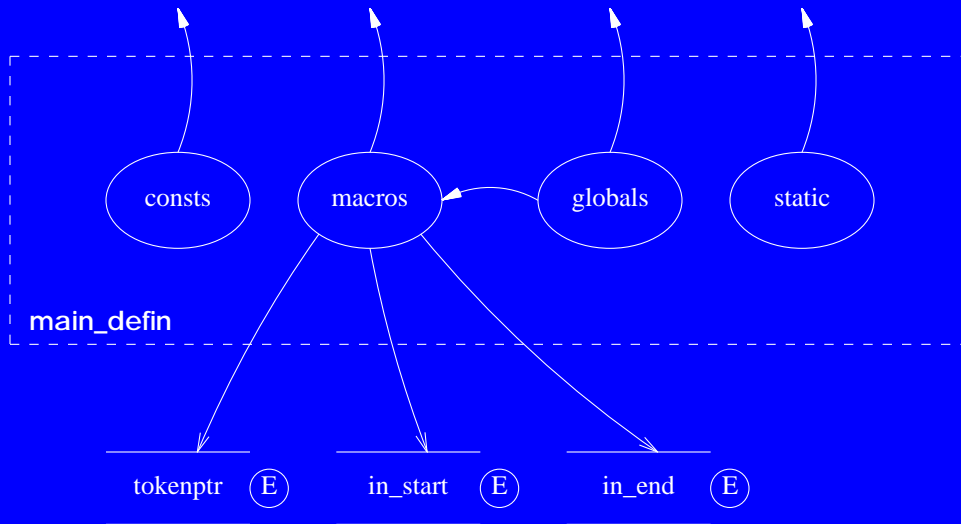 consts macros globals static
main_defin
tokenptr E in_start E in_end E